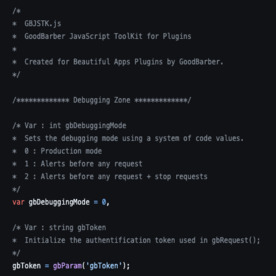 /*
*  GBJSTK.js
*  GoodBarber JavaScript ToolKit for Plugins
*
*  Created for Beautiful Apps Plugins by GoodBarber.
*/
/************* Debugging Zone *************/
/* Var : int gbDebuggingMode
*  Sets the debugging mode using a system of code values.
*  0 : Production mode
*  1 : Alerts before any request
*  2 : Alerts before any request + stop requests
*/
var gbDebuggingMode = 0,
/* Var : string gbToken
*  Initialize the authentification token used in gbRequest();
*/
gbToken = gbParam('gbToken');